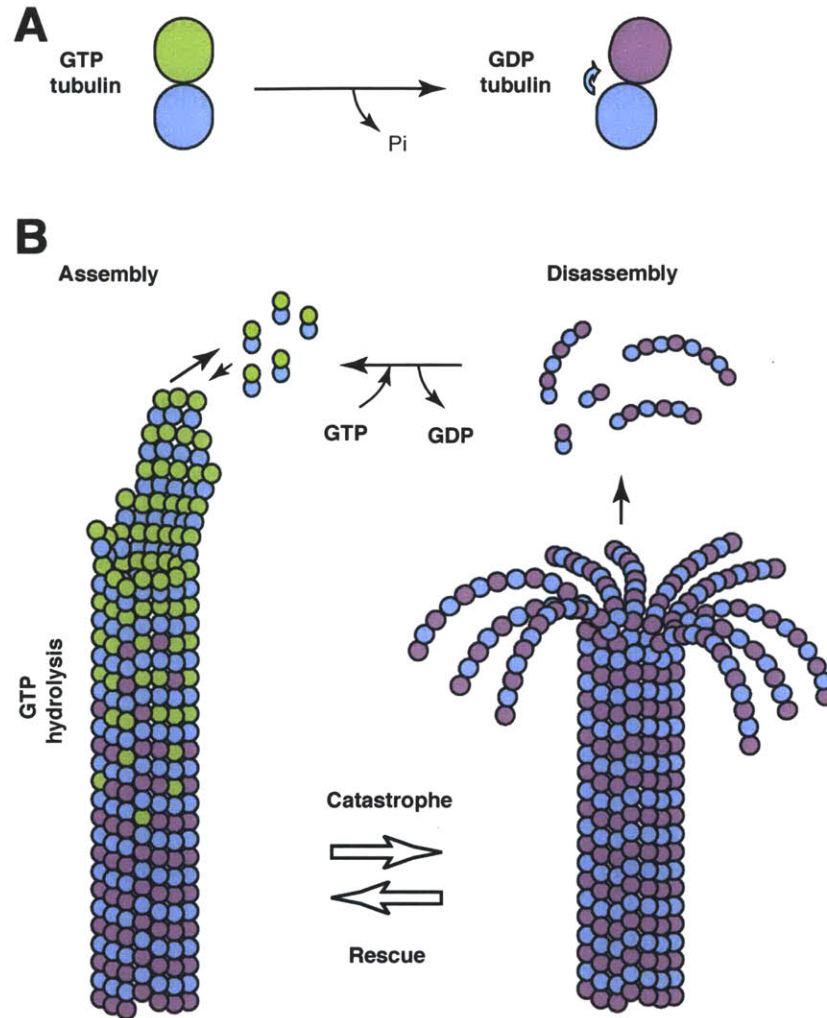 A
GTP
tubulin
GDP
tubulin
Pi
B
Assembly
Disassembly
GTP
GDP
GTP
hydrolysis
Catastrophe
Rescue